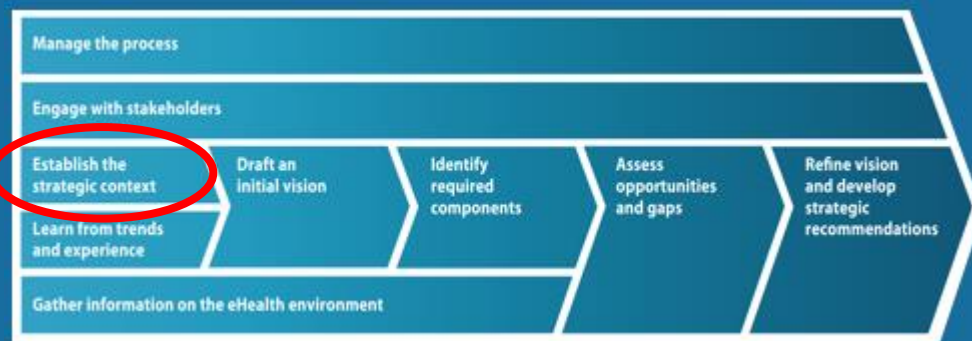 Manage the process
Engage with stakeholders
Establish the
strategic context
Learn from trends
and experience
Draft an
initial vision
Identify
required
components
Assess
opportunities
and gaps
Refine vision
and develop
strategic
recommendations
Gather information on the eHealth environment